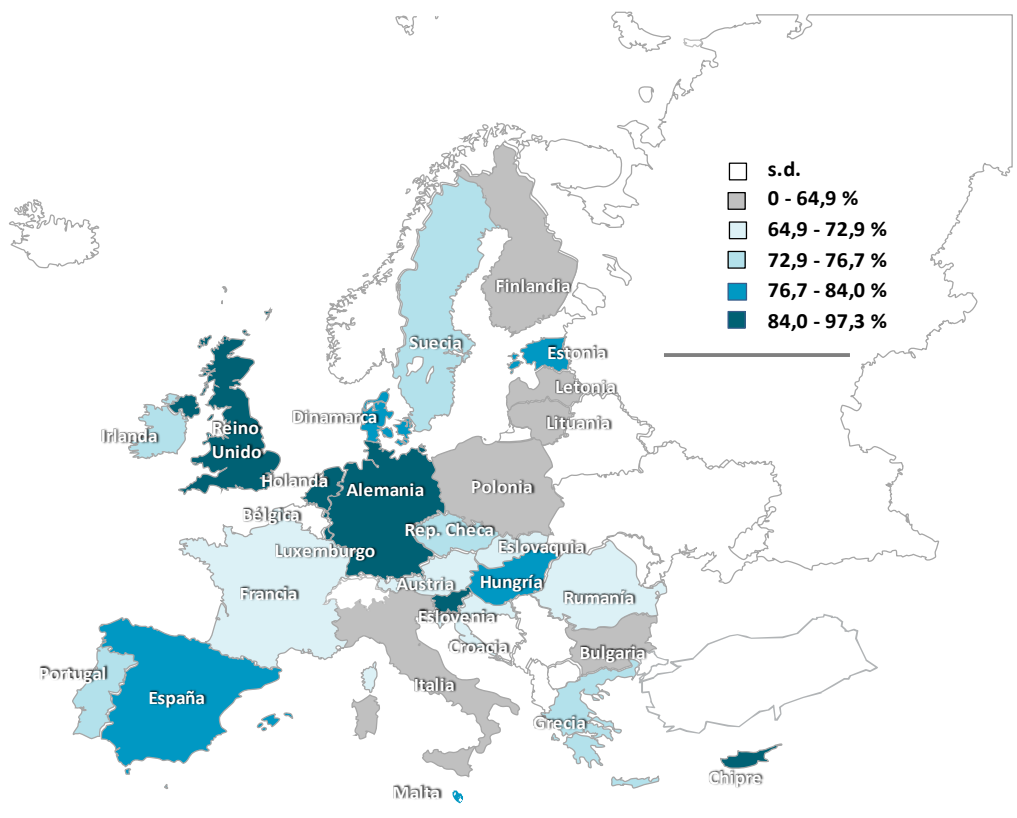 s.d.
0 - 64,9 %
64,9 - 72,9 %
72,9 - 76,7 %
76,7 - 84,0 %
84,0 - 97,3 %
Finlandia
Suecia
Estonia
Letonia
Dinamarca
Lituania
Irlanda
Reino
Unido
Holanda
Alemania
Polonia
Bélgica
Rep. Checa
Luxemburgo
Eslovaquia
Austria
Hungría
Francia
Rumanía
Eslovenia
Croacia
Bulgaria
Portugal
Italia
España
Grecia
Chipre
Malta